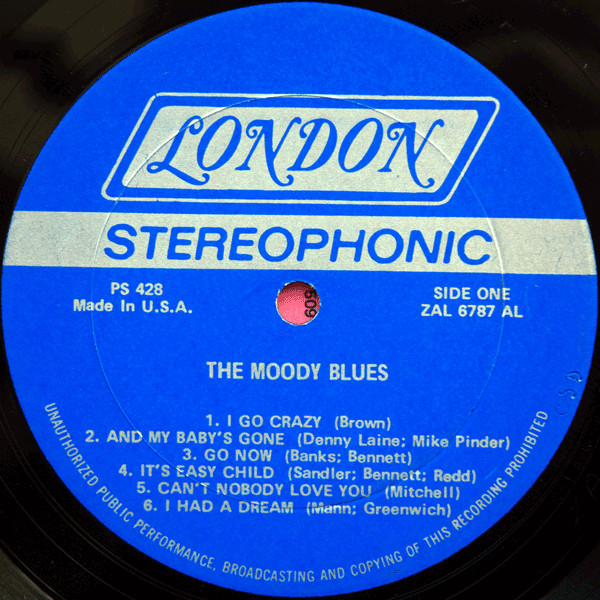 LONDON
STEREOPHONIC
PS 428
Made In U.S.A.
SIDE ONE
ZAL 6787 AL
609
THE MOODY BLUES
1. I GO CRAZY (Brown)
2. AND MY BABY'S GONE (Denny Laine; Mike Pinder)
3. GO NOW (Banks; Bennett)
4. IT'S EASY CHILD (Sandler; Bennett; Redd)
5. CAN'T NOBODY LOVE YOU (Mitchell)
6. I HAD A DREAM (Mann; Greenwich)
UNAUTHORIZED PUBLIC PERFORMANCE, BROADCASTING AND COPYING OF THIS RECORDING PROHIBITED